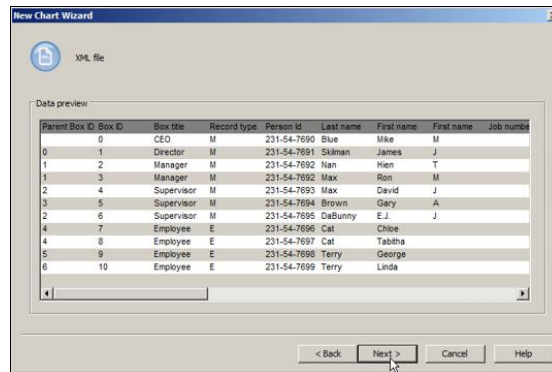 New Chart Wizard
XML file
Data preview
Parent Box ID Box ID Box title Record type Person Id Last name First name First name Job numbe
0 CEO M 231-54-7690 Blue Mike M
0 1 Director M 231-54-7691 Skilman James J
1 2 Manager M 231-54-7692 Nan Hien T
1 3 Manager M 231-54-7692 Max Ron M
2 4 Supervisor M 231-54-7693 Max David J
3 5 Supervisor M 231-54-7694 Brown Gary A
2 6 Supervisor M 231-54-7695 DaBunny E.J. J
4 7 Employee E 231-54-7696 Cat Chloe
4 8 Employee E 231-54-7697 Cat Tabitha
5 9 Employee E 231-54-7698 Terry George
6 10 Employee E 231-54-7699 Terry Linda
< Back Next > Cancel Help